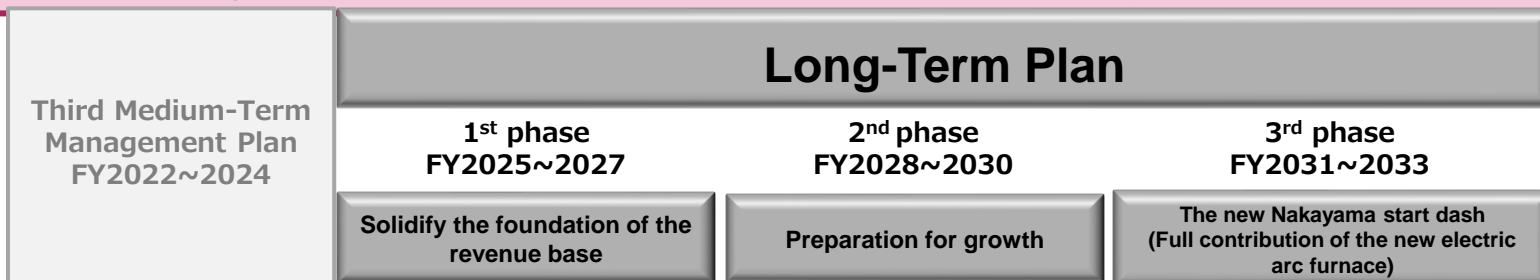 Third Medium-Term
Management Plan
FY2022~2024
Long-Term Plan
1st phase
FY2025~2027
2nd phase
FY2028~2030
3rd phase
FY2031~2033
Solidify the foundation of the
revenue base
Preparation for growth
The new Nakayama start dash
(Full contribution of the new electric
arc furnace)